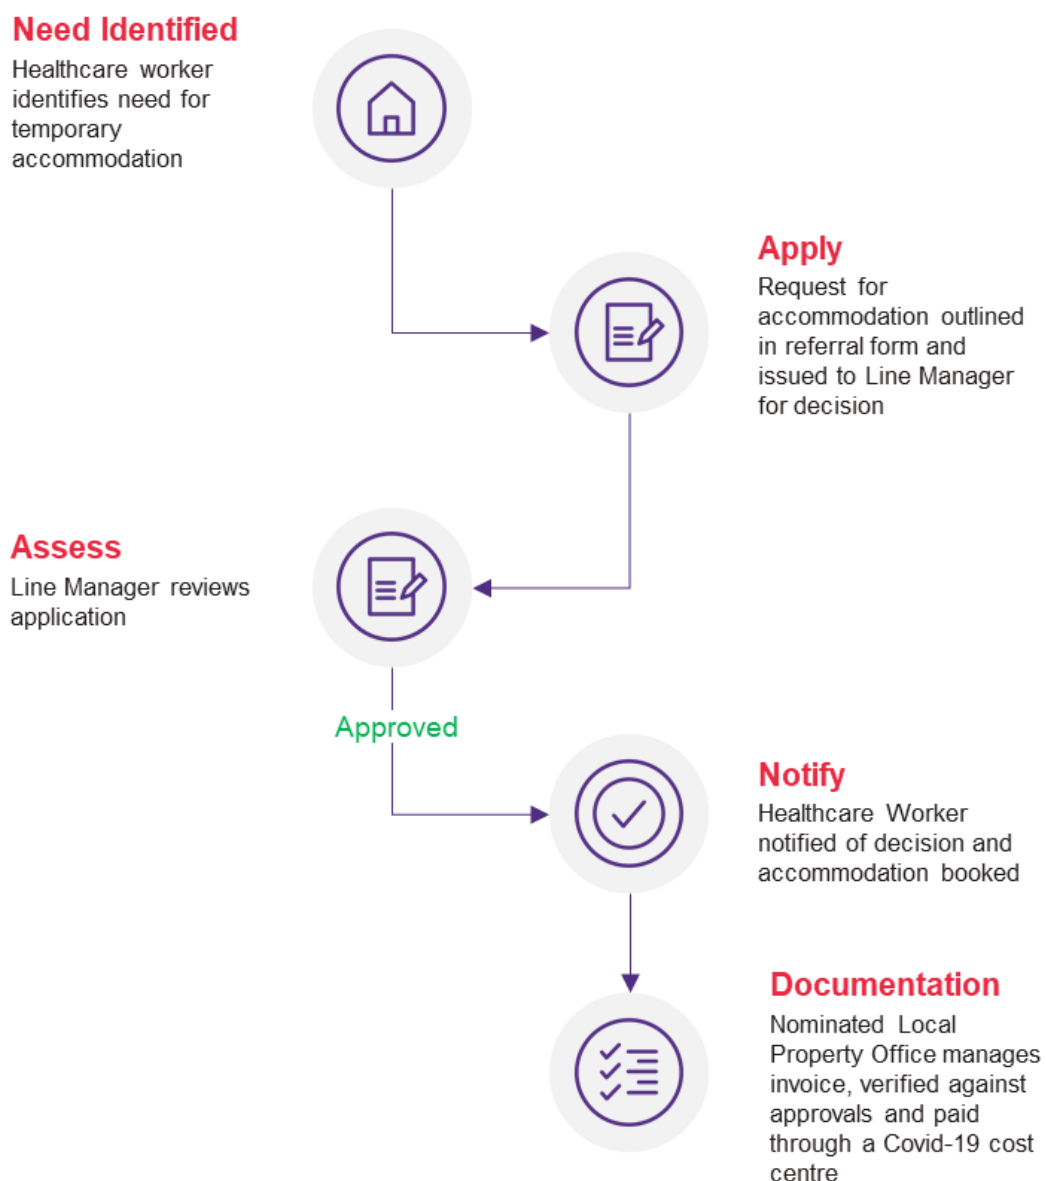 Need Identified
Healthcare worker
identifies need for
temporary
accommodation
Apply
Request for
accommodation outlined
in referral form and
issued to Line Manager
for decision
Assess
Line Manager reviews
application
Approved
Notify
Healthcare Worker
notified of decision and
accommodation booked
Documentation
Nominated Local
Property Office manages
invoice, verified against
approvals and paid
through a Covid-19 cost
centre